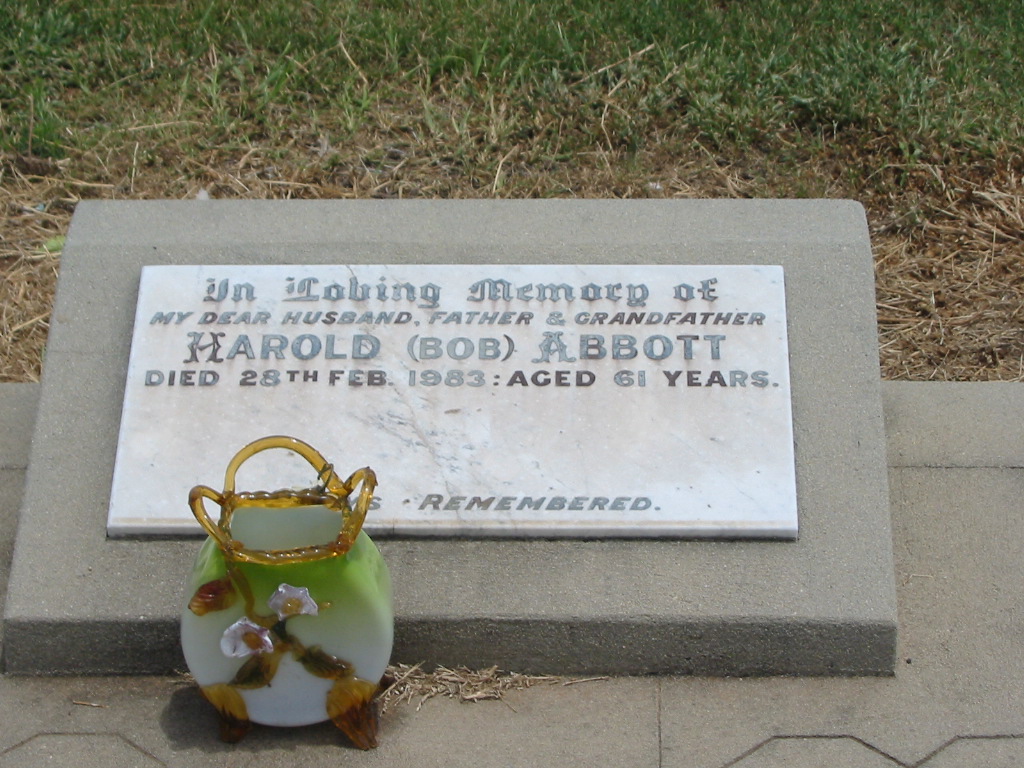 In Loving Memory of
MY DEAR HUSBAND, FATHER & GRANDFATHER
HAROLD (BOB) ABBOTT
DIED 28TH FEB. 1983: AGED 61 YEARS.
REMEMBERED.